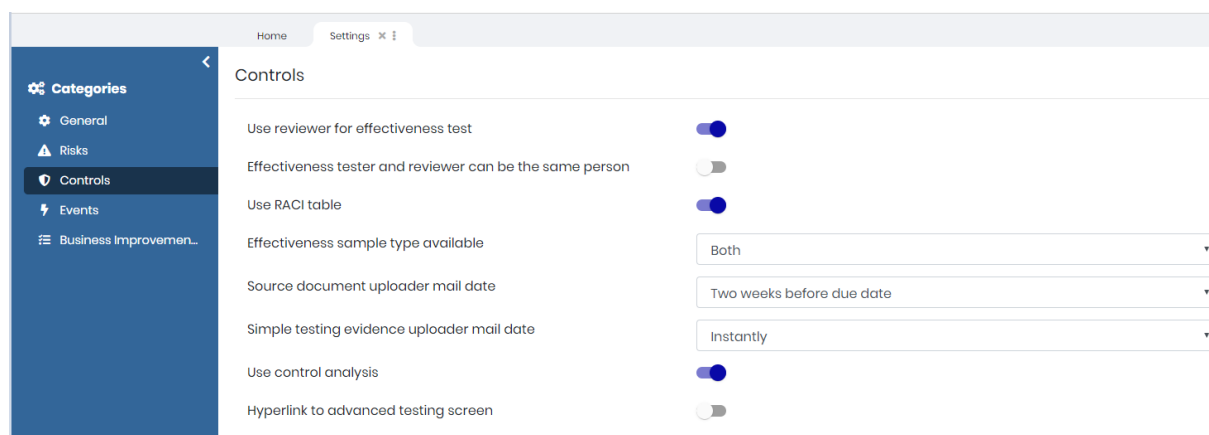 Home
Settings
Categories
General
Risks
Controls
Events
Business Improvemen...
Controls
Use reviewer for effectiveness test
Effectiveness tester and reviewer can be the same person
Use RACI table
Effectiveness sample type available
Both
Source document uploader mail date
Two weeks before due date
Simple testing evidence uploader mail date
Instantly
Use control analysis
Hyperlink to advanced testing screen